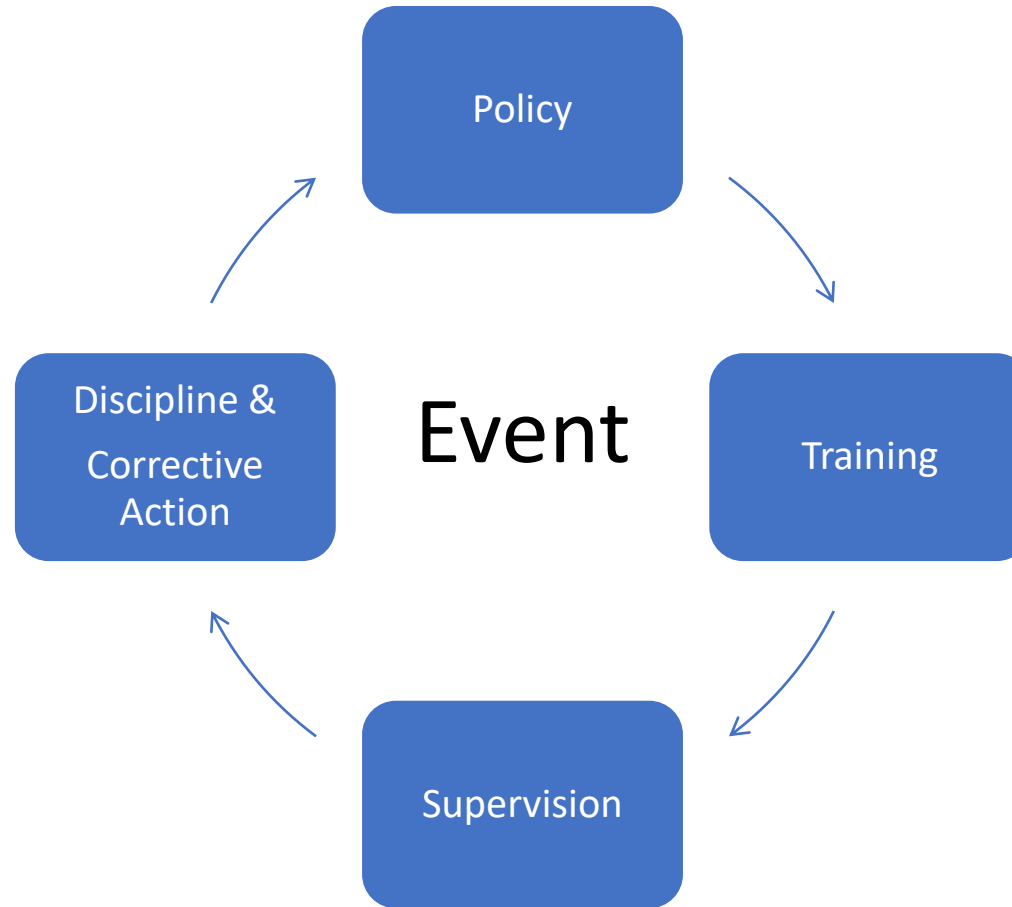 Policy
Discipline &
Corrective
Action
Event
Training
Supervision